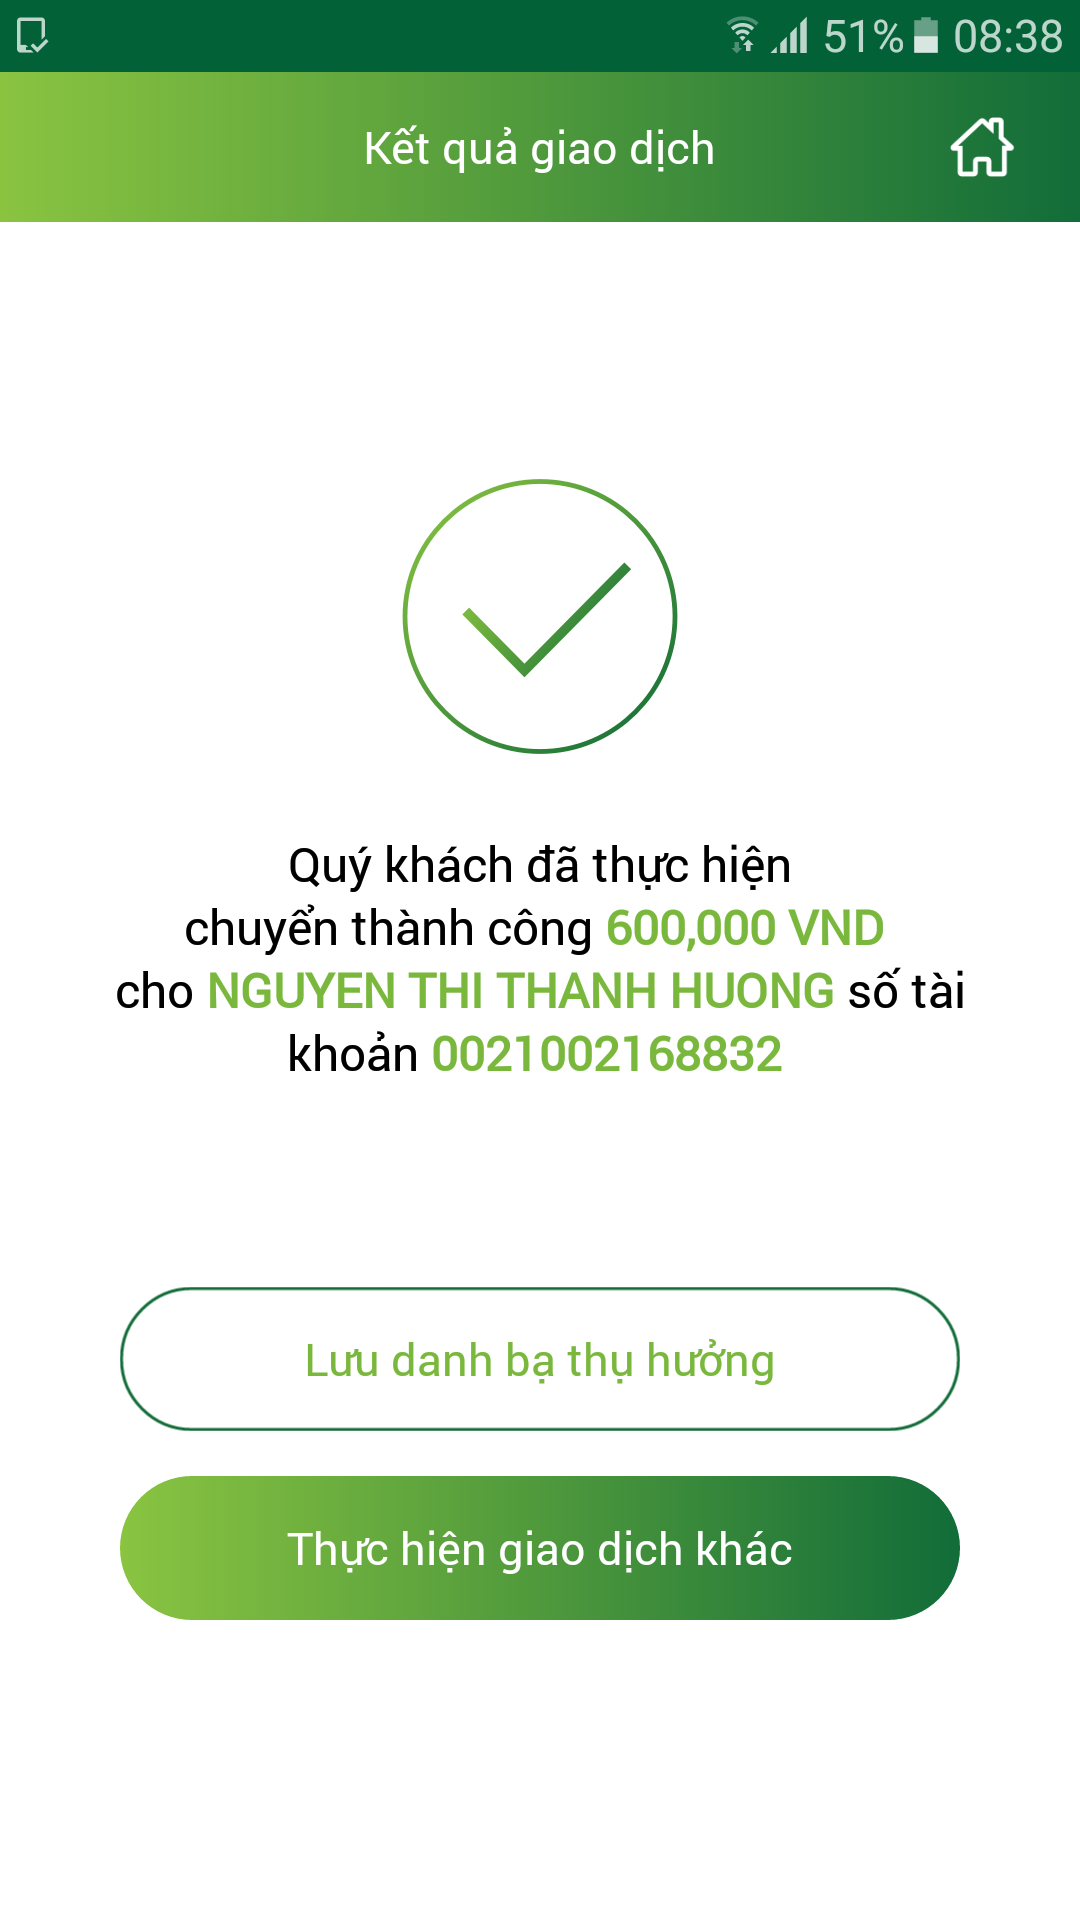 51% 08:38
Kết quả giao dịch
Quý khách đã thực hiện
chuyển thành công 600,000 VND
cho NGUYEN THI THANH HUONG số tài
khoản 0021002168832
Lưu danh bạ thụ hưởng
Thực hiện giao dịch khác